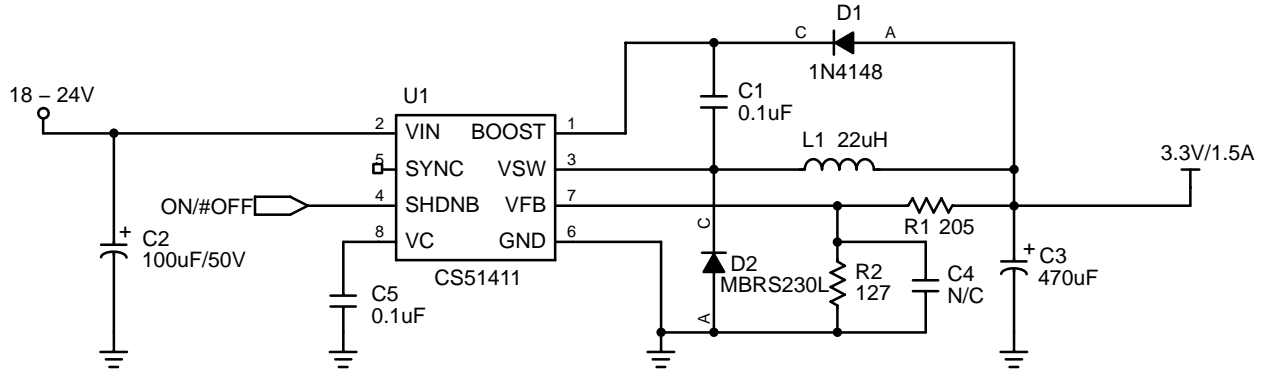 D1
C
A
1N4148
18 – 24V
U1
C1
0.1uF
2
VIN
BOOST
1
L1 22uH
3.3V/1.5A
5
SYNC
VSW
3
ON/#OFF
4
SHDNB
VFB
7
R1 205
C
8
VC
GND
6
+
C2
100uF/50V
CS51411
D2
MBRS230L
R2
127
C4
N/C
+
C3
470uF
C5
0.1uF
A